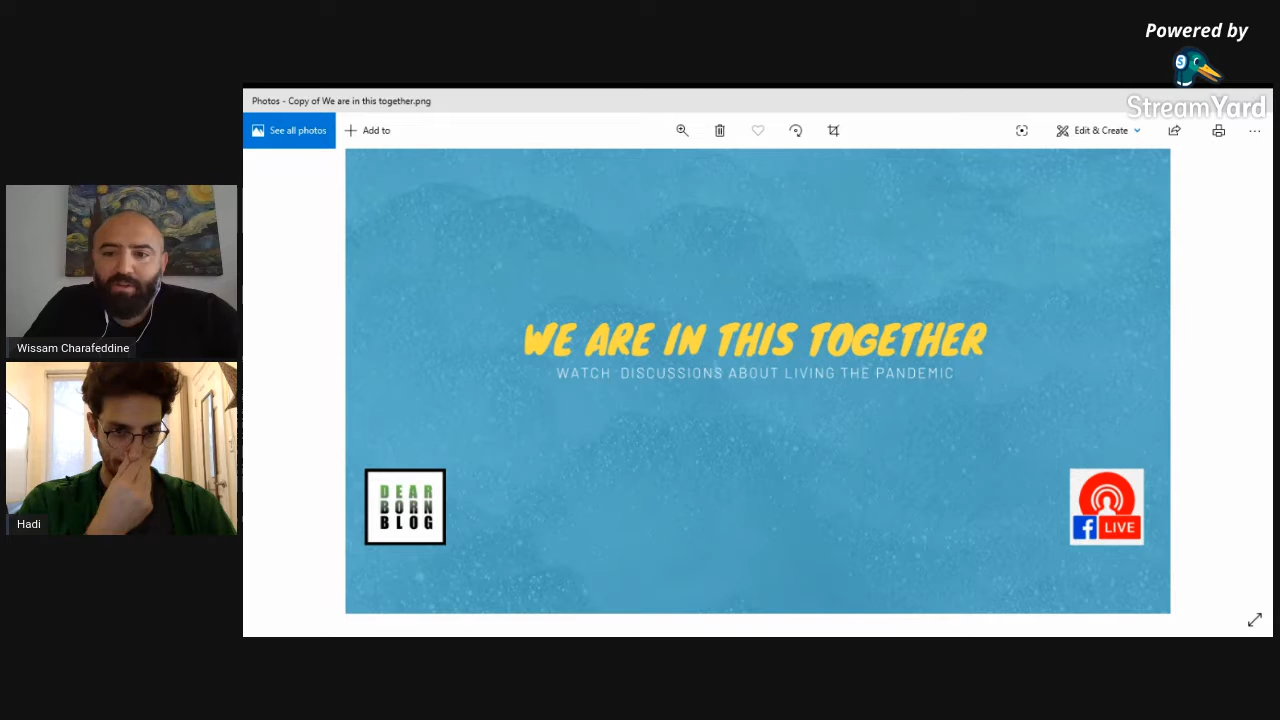 Powered by
StreamYard
Photos - Copy of We are in this together.png
See all photos
Add to
Edit & Create
WE ARE IN THIS TOGETHER
WATCH DISCUSSIONS ABOUT LIVING THE PANDEMIC
DEAR
BORN
BLOG
f LIVE
Wissam Charafeddine
Hadi